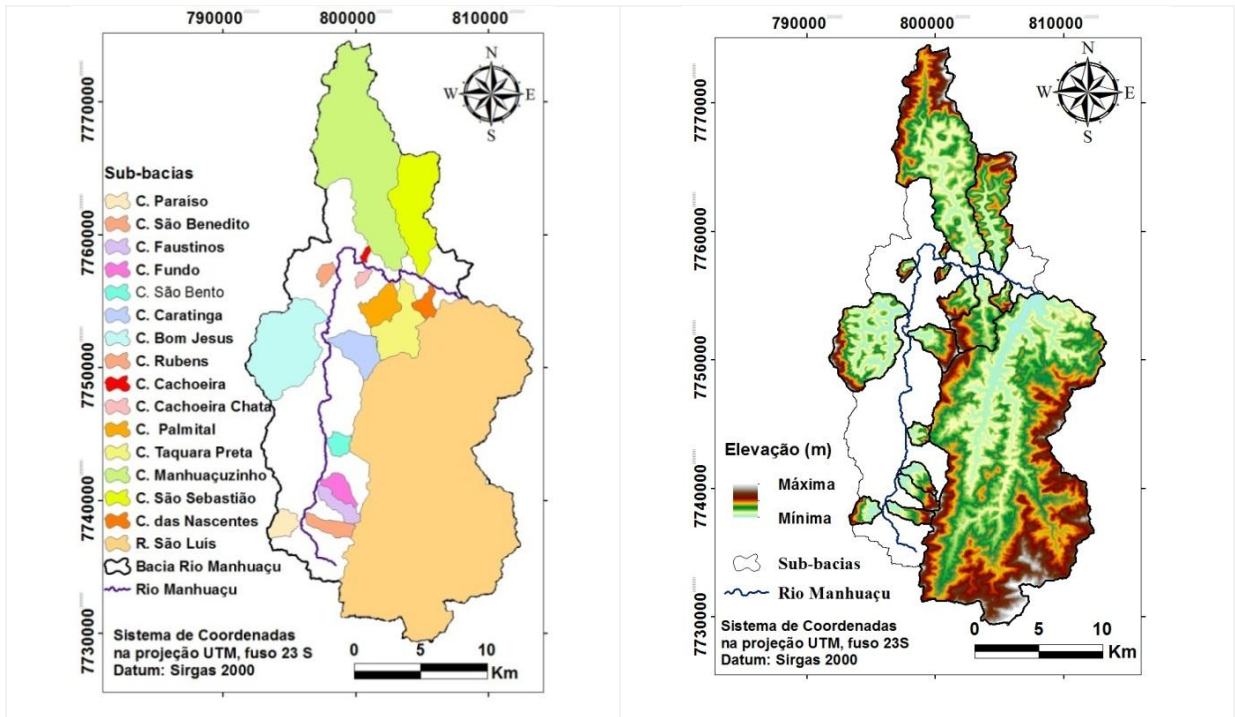 790000 800000 810000
N
W E
S
7770000
7760000
7750000
7740000
7730000
Sub-bacias
C. Paraíso
C. São Benedito
C. Faustinos
C. Fundo
C. São Bento
C. Caratinga
C. Bom Jesus
C. Rubens
C. Cachoeira
C. Cachoeira Chata
C. Palmital
C. Taquara Preta
C. Manhuaçuzinho
C. São Sebastião
C. das Nascentes
R. São Luís
Bacia Rio Manhuaçu
Rio Manhuaçu
Sistema de Coordenadas
na projeção UTM, fuso 23 S
Datum: Sirgas 2000
0 5 10
Km
790000 800000 810000
N
W E
S
7770000
7760000
7750000
7740000
7730000
Elevação (m)
Máxima
Mínima
Sub-bacias
Rio Manhuaçu
Sistema de Coordenadas
na projeção UTM, fuso 23S
Datum: Sirgas 2000
0 5 10
Km